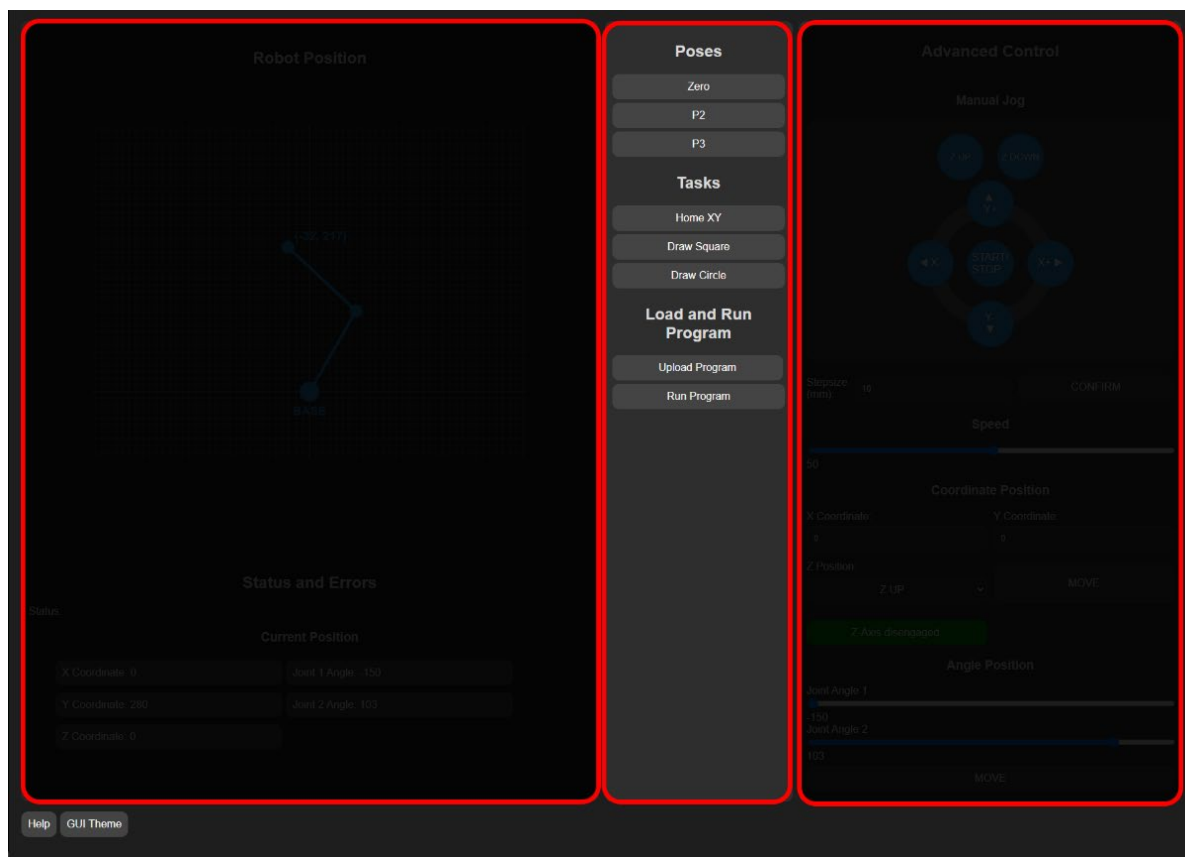 Robot Position
BASE
Status and Errors
Status:
Current Position
X Coordinate: 0
Joint 1 Angle: -150
Y Coordinate: 280
Joint 2 Angle: 103
Z Coordinate: 0
Poses
Zero
P2
P3
Tasks
Home XY
Draw Square
Draw Circle
Load and Run
Program
Upload Program
Run Program
Advanced Control
Manual Jog
Z UP
Z DOWN
▲
Y+
◀ X-
START/
STOP
X+ ▶
Y-
▼
Stepsize
(mm):
10
CONFIRM
Speed
50
Coordinate Position
X Coordinate:
Y Coordinate:
0
0
Z Position
Z UP
MOVE
Z-Axis disengaged
Angle Position
Joint Angle 1
-150
Joint Angle 2
103
MOVE
Help
GUI Theme